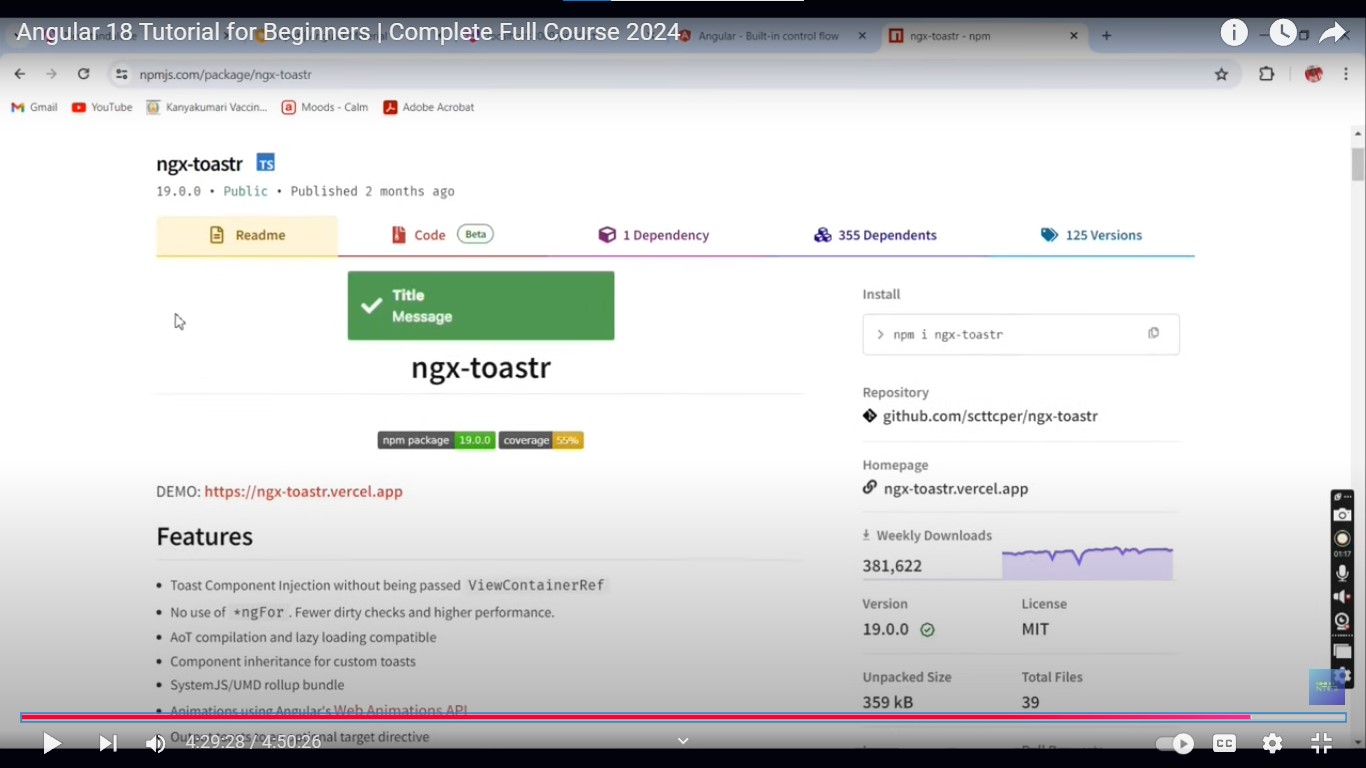 Angular 18 Tutorial for Beginners | Complete Full Course 2024
Angular - Built-in control flow
ngx-toastr - npm
npmjs.com/package/ngx-toastr
Gmail
YouTube
Kanyakumari Vaccin...
Moods - Calm
Adobe Acrobat
ngx-toastr TS
19.0.0 • Public • Published 2 months ago
Readme
Code Beta
1 Dependency
355 Dependents
125 Versions
Title
Message
ngx-toastr
npm package 19.0.0 coverage 55%
DEMO: https://ngx-toastr.vercel.app
Features
• Toast Component Injection without being passed ViewContainerRef
• No use of *ngFor. Fewer dirty checks and higher performance.
• AoT compilation and lazy loading compatible
• Component inheritance for custom toasts
• SystemJS/UMD rollup bundle
• Animations using Angular's Web Animations API
directive
Install
> npm i ngx-toastr
Repository
github.com/scttcper/ngx-toastr
Homepage
ngx-toastr.vercel.app
Weekly Downloads
381,622
Version
License
19.0.0
MIT
Unpacked Size
Total Files
359 kB
39
01:17
4:29:28 / 4:50:26
CC